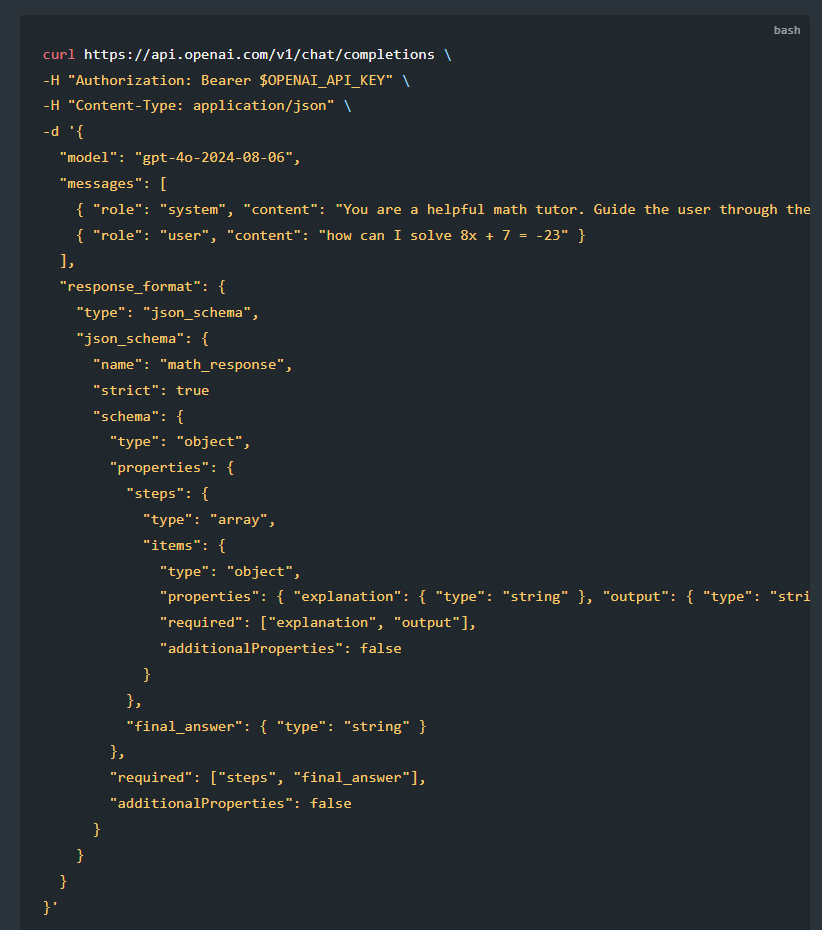 bash
curl https://api.openai.com/v1/chat/completions \
-H "Authorization: Bearer $OPENAI_API_KEY" \
-H "Content-Type: application/json" \
-d '{
  "model": "gpt-4o-2024-08-06",
  "messages": [
    { "role": "system", "content": "You are a helpful math tutor. Guide the user through the
    { "role": "user", "content": "how can I solve 8x + 7 = -23" }
  ],
  "response_format": {
    "type": "json_schema",
    "json_schema": {
      "name": "math_response",
      "strict": true
      "schema": {
        "type": "object",
        "properties": {
          "steps": {
            "type": "array",
            "items": {
              "type": "object",
              "properties": { "explanation": { "type": "string" }, "output": { "type": "stri
              "required": ["explanation", "output"],
              "additionalProperties": false
            }
          },
          "final_answer": { "type": "string" }
        },
        "required": ["steps", "final_answer"],
        "additionalProperties": false
      }
    }
  }
}'